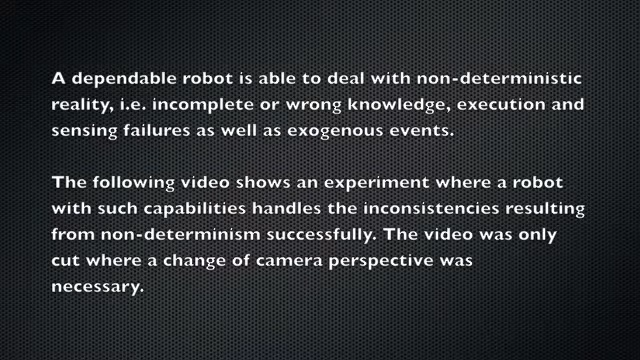 A dependable robot is able to deal with non-deterministic
reality, i.e. incomplete or wrong knowledge, execution and
sensing failures as well as exogenous events.
The following video shows an experiment where a robot
with such capabilities handles the inconsistencies resulting
from non-determinism successfully. The video was only
cut where a change of camera perspective was
necessary.